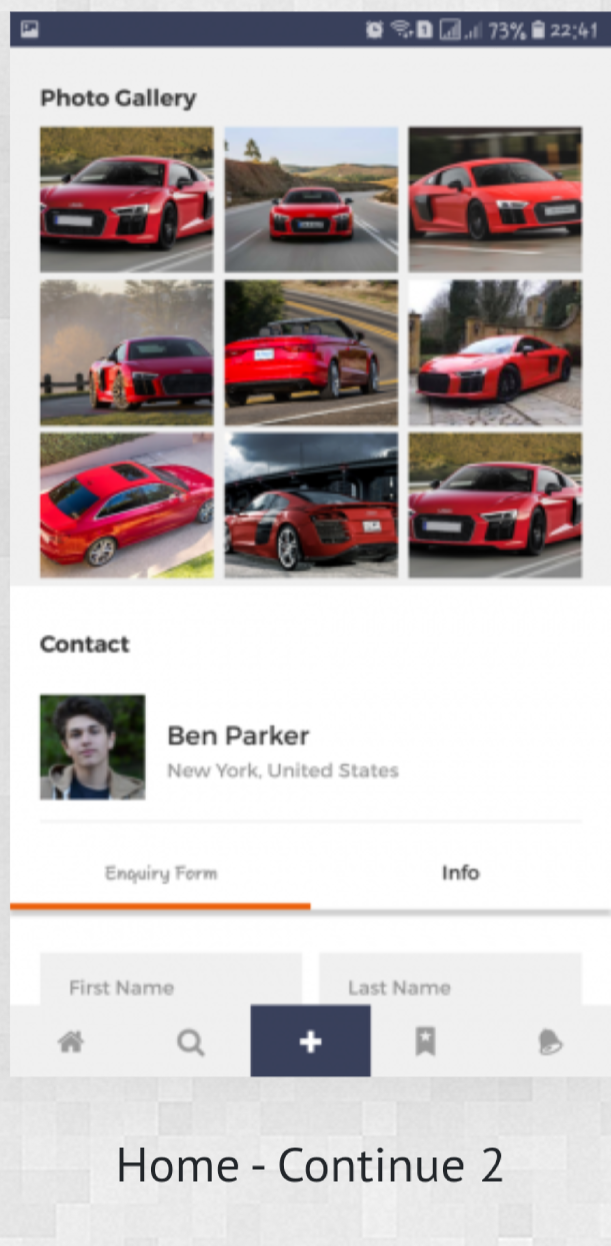 73% 22:41
Photo Gallery
Contact
Ben Parker
New York, United States
Enquiry Form Info
First Name Last Name
Home - Continue 2